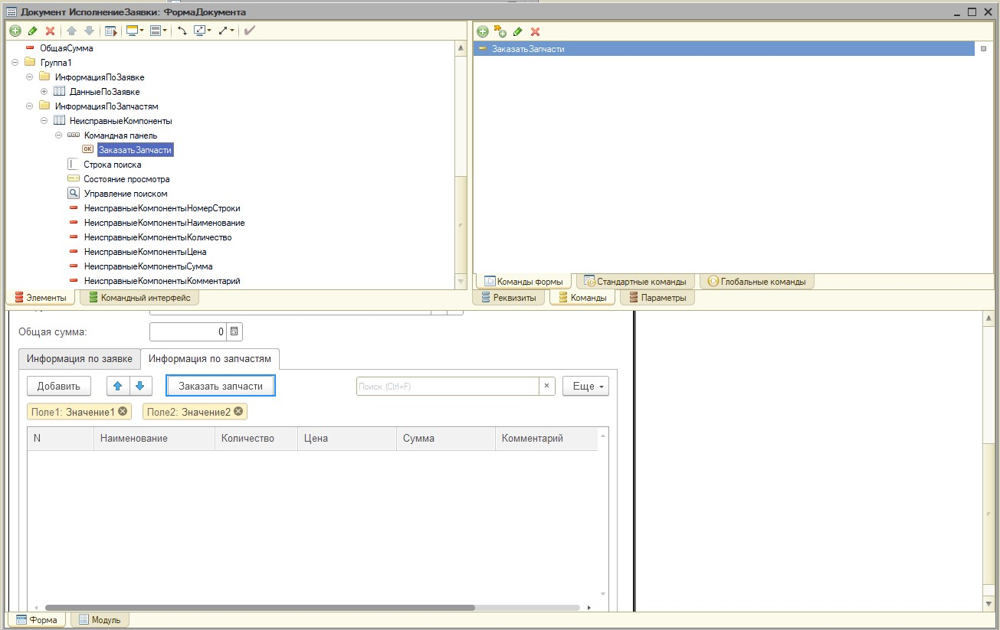 Документ ИсполнениеЗаявки: ФормаДокумента
ОбщаяСумма
Группа1
ИнформацияПоЗаявке
ДанныеПоЗаявке
ИнформацияПоЗапчастям
НеисправныеКомпоненты
Командная панель
OK ЗаказатьЗапчасти
Строка поиска
Состояние просмотра
Управление поиском
НеисправныеКомпонентыНомерСтроки
НеисправныеКомпонентыНаименование
НеисправныеКомпонентыКоличество
НеисправныеКомпонентыЦена
НеисправныеКомпонентыСумма
НеисправныеКомпонентыКомментарий
Элементы Командный интерфейс
ЗаказатьЗапчасти
Команды формы Стандартные команды Глобальные команды
Реквизиты Команды Параметры
Общая сумма: 0
Информация по заявке Информация по запчастям
Добавить Заказать запчасти Поиск (Ctrl+F) × Еще
Поле1: Значение1 Поле2: Значение2
N Наименование Количество Цена Сумма Комментарий
Форма Модуль